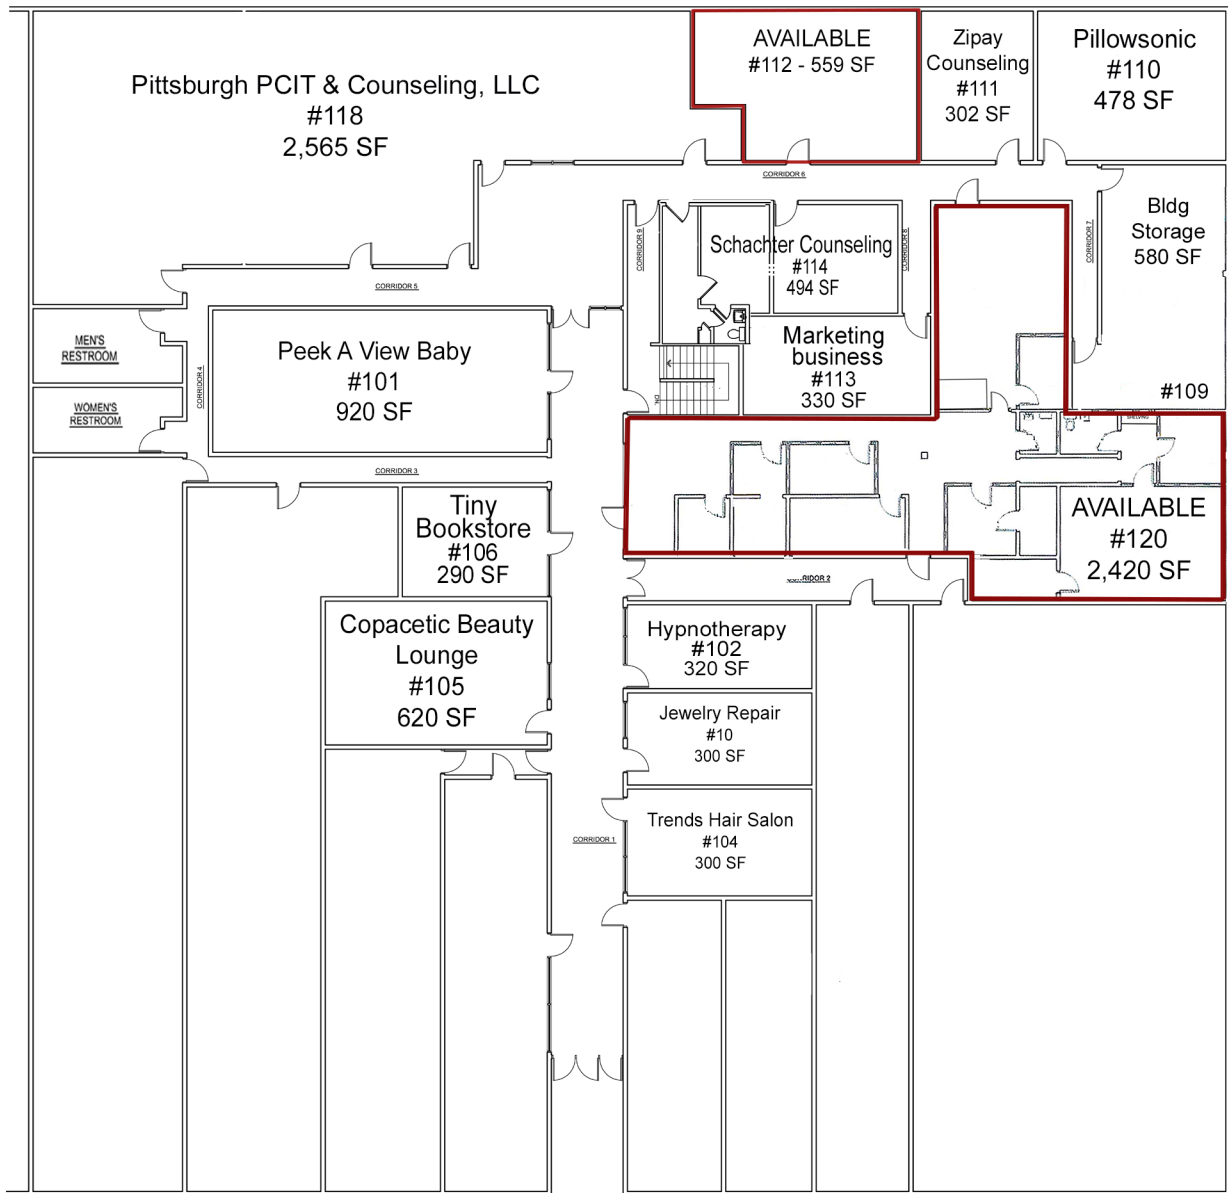 Pittsburgh PCIT & Counseling, LLC
#118
2,565 SF
AVAILABLE
#112 - 559 SF
Zipay
Counseling
#111
302 SF
Pillowsonic
#110
478 SF
CORRIDOR 6
Bldg
Storage
580 SF
#109
CORRIDOR 7
CORRIDOR 9
Schachter Counseling
#114
494 SF
CORRIDOR 8
CORRIDOR 5
MEN'S
RESTROOM
WOMEN'S
RESTROOM
CORRIDOR 4
Peek A View Baby
#101
920 SF
Marketing
business
#113
330 SF
DN.
SHELVING
CORRIDOR 3
Tiny
Bookstore
#106
290 SF
AVAILABLE
#120
2,420 SF
RIDOR 2
Copacetic Beauty
Lounge
#105
620 SF
Hypnotherapy
#102
320 SF
Jewelry Repair
#10
300 SF
Trends Hair Salon
#104
300 SF
CORRIDOR 1